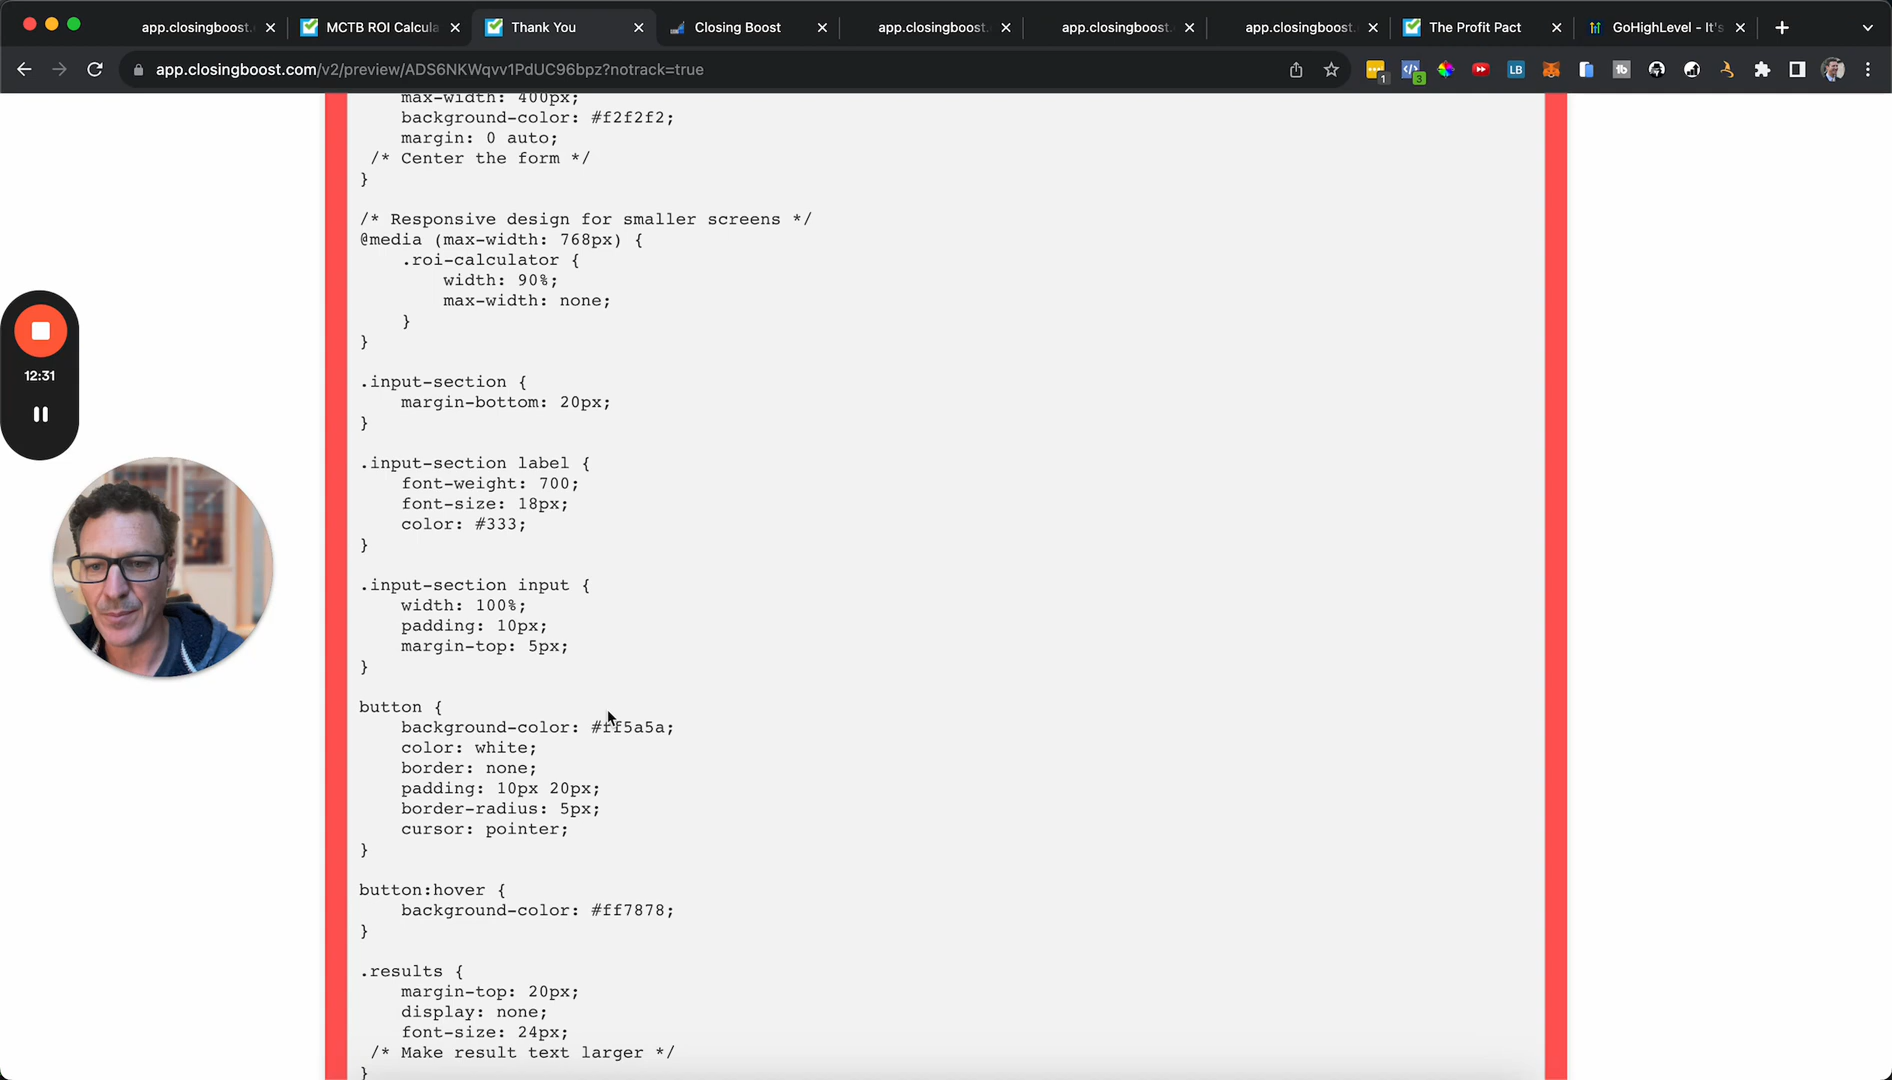 app.closingboost.
MCTB ROI Calcula
Thank You
Closing Boost
app.closingboost.
app.closingboost.
app.closingboost.
The Profit Pact
GoHighLevel - It's
app.closingboost.com/v2/preview/ADS6NKWqvv1PdUC96bpz?notrack=true
1
3
LB
max-width: 400px;
background-color: #f2f2f2;
margin: 0 auto;
/* Center the form */
}
/* Responsive design for smaller screens */
@media (max-width: 768px) {
.roi-calculator {
width: 90%;
max-width: none;
}
}
12:31
.input-section {
margin-bottom: 20px;
}
.input-section label {
font-weight: 700;
font-size: 18px;
color: #333;
}
.input-section input {
width: 100%;
padding: 10px;
margin-top: 5px;
}
button {
background-color: #ff5a5a;
color: white;
border: none;
padding: 10px 20px;
border-radius: 5px;
cursor: pointer;
}
button:hover {
background-color: #ff7878;
}
.results {
margin-top: 20px;
display: none;
font-size: 24px;
/* Make result text larger */
}